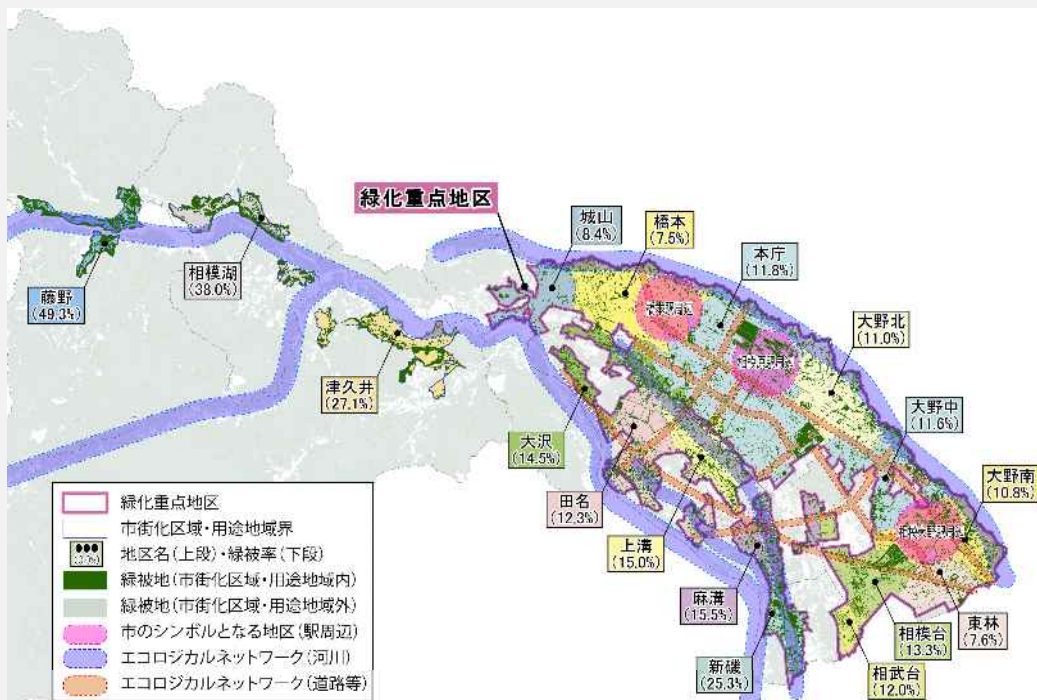 緑化重点地区
城山
(8.4%)
橋本
(7.5%)
本庁
(11.8%)
大野北
(11.0%)
大野中
(11.6%)
大野南
(10.8%)
相模湖
(38.0%)
藤野
(49.3%)
津久井
(27.1%)
大沢
(14.5%)
田名
(12.3%)
上溝
(15.0%)
麻溝
(15.5%)
新磯
(25.3%)
相武台
(12.0%)
相模台
(13.3%)
東林
(7.6%)
緑化重点地区
市街化区域・用途地域界
地区名(上段)・緑被率(下段)
緑被地(市街化区域・用途地域内)
緑被地(市街化区域・用途地域外)
市のシンボルとなる地区(駅周辺)
エコロジカルネットワーク(河川)
エコロジカルネットワーク(道路等)